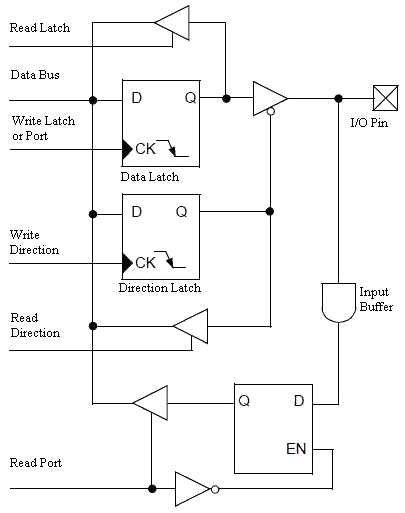 Read Latch
Data Bus
D Q
Write Latch
or Port
I/O Pin
CK
Data Latch
D Q
Write
Direction
CK
Direction Latch
Input
Buffer
Read
Direction
Q D
EN
Read Port